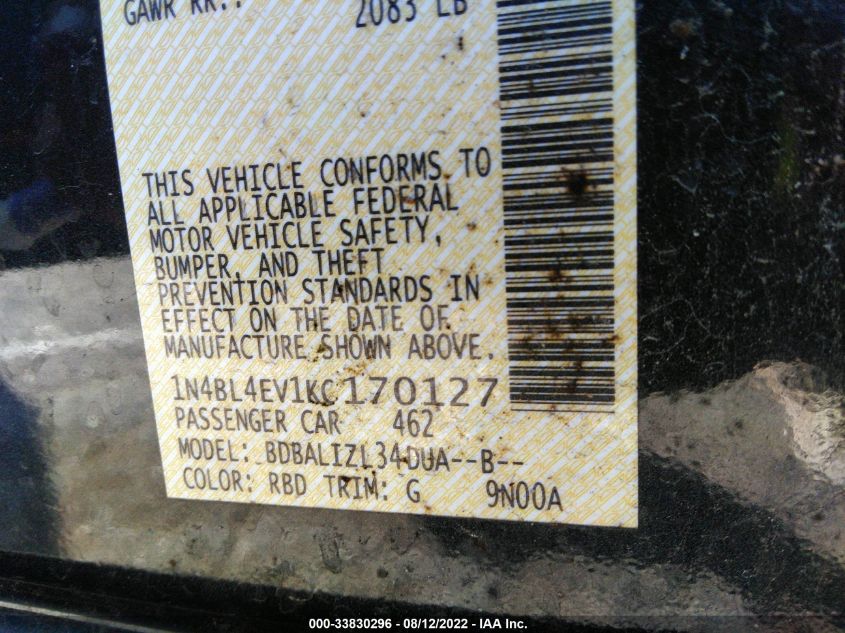 GAWR RR.: 2083 LB
THIS VEHICLE CONFORMS TO
ALL APPLICABLE FEDERAL
MOTOR VEHICLE SAFETY,
BUMPER, AND THEFT
PREVENTION STANDARDS IN
EFFECT ON THE DATE OF
MANUFACTURE SHOWN ABOVE.
1N4BL4EV1KC170127
PASSENGER CAR 462
MODEL: BDBALIZL34DUA--B--
COLOR: RBD TRIM: G 9N00A
000-33830296 - 08/12/2022 - IAA Inc.